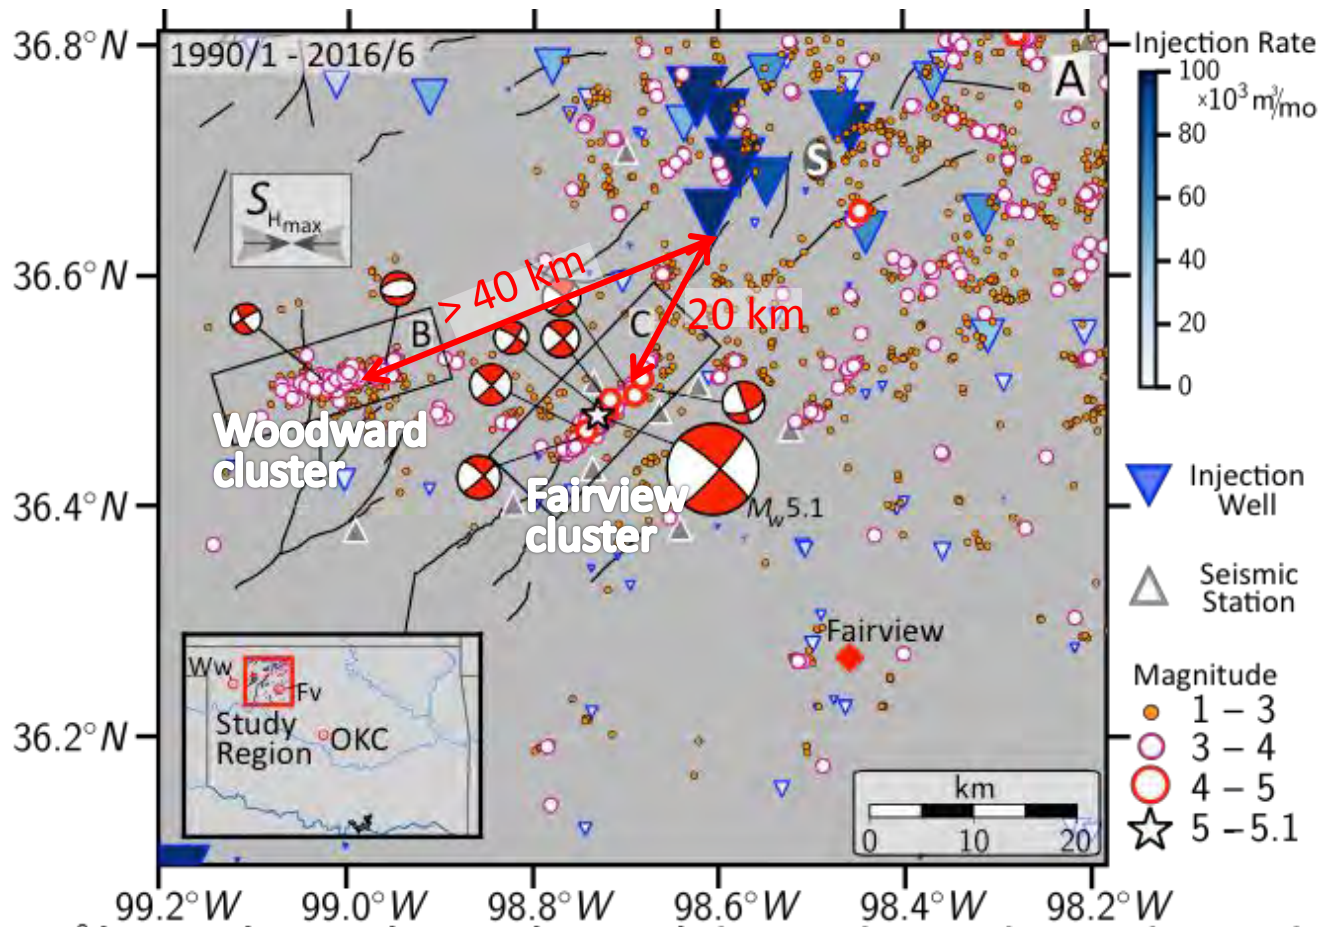 36.8°N
36.6°N
36.4°N
36.2°N
1990/1 - 2016/6
A
S
SHmax
B
C
> 40 km
20 km
Woodward
cluster
Fairview
cluster
Mw5.1
Fairview
Ww
Fv
Study
Region
OKC
km
0 10 20
99.2°W 99.0°W 98.8°W 98.6°W 98.4°W 98.2°W
Injection Rate
100
×10³ m³/mo
80
60
40
20
0
Injection
Well
Seismic
Station
Magnitude
1 – 3
3 – 4
4 – 5
5 –5.1